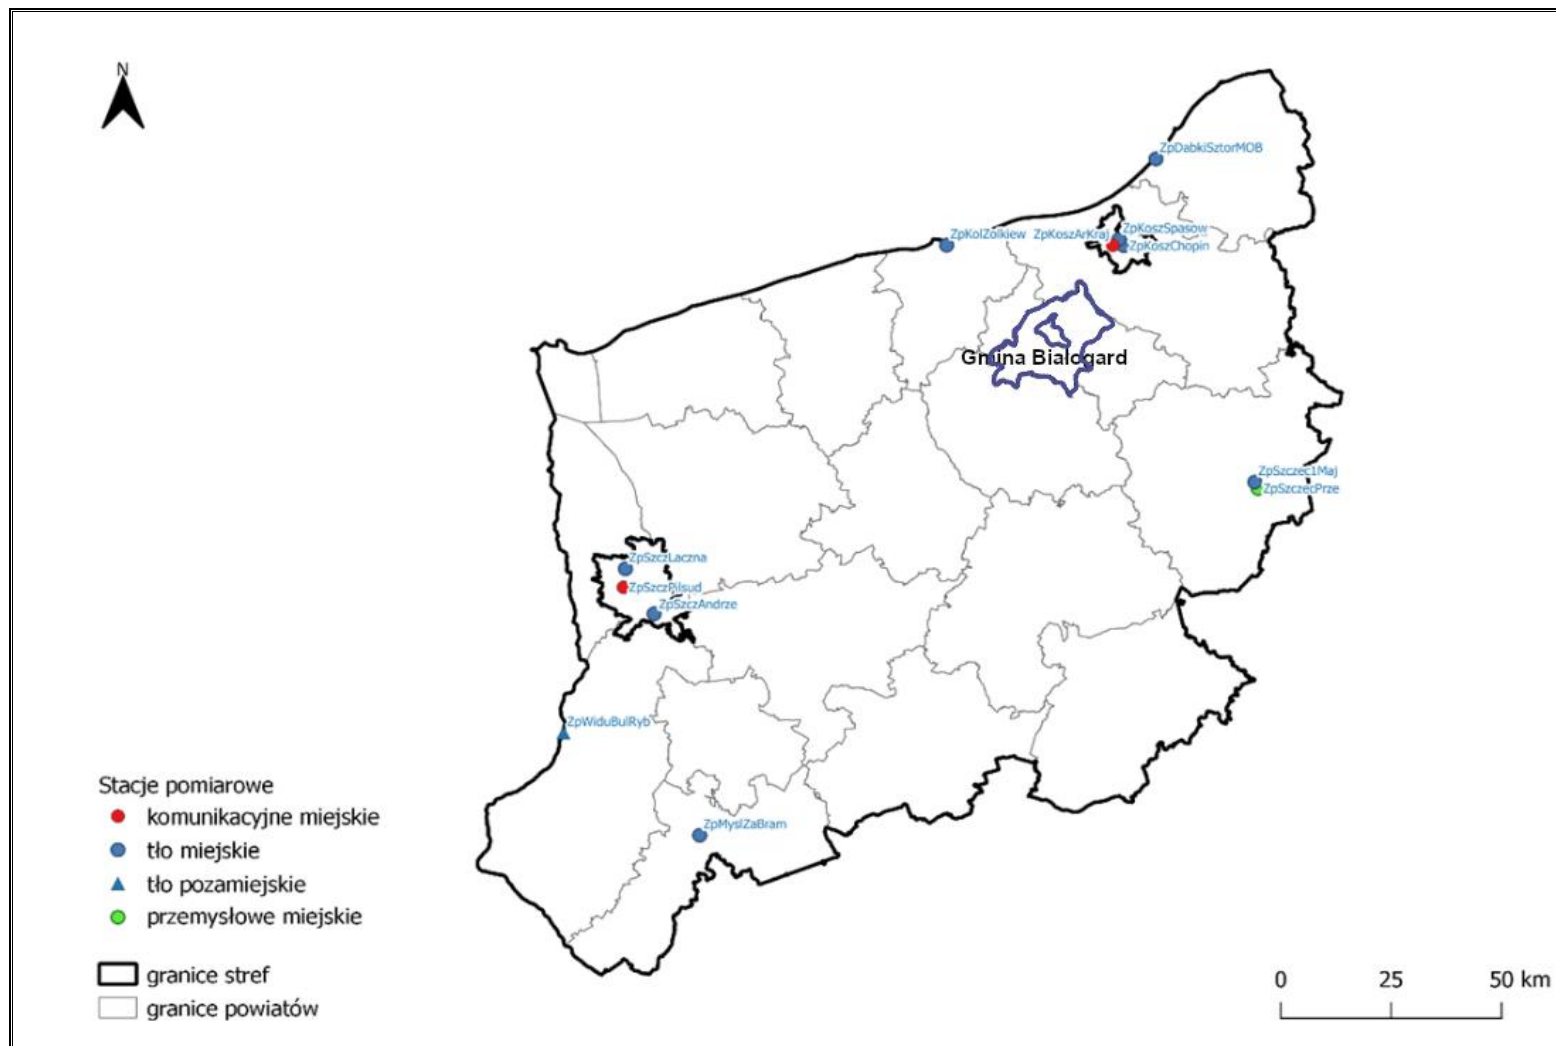 N
ZpDabkiSztorMOB
ZpKolZolkiew
ZpKoszArKraj
ZpKoszSpasow
ZpKoszChopin
Gmina Białogard
ZpSzczec1Maj
ZpSzczecPrze
ZpSzczLaczna
ZpSzczPilsud
ZpSzczAndrze
ZpWiduBulRyb
ZpMyslZaBram
Stacje pomiarowe
komunikacyjne miejskie
tło miejskie
tło pozamiejskie
przemysłowe miejskie
granice stref
granice powiatów
0 25 50 km